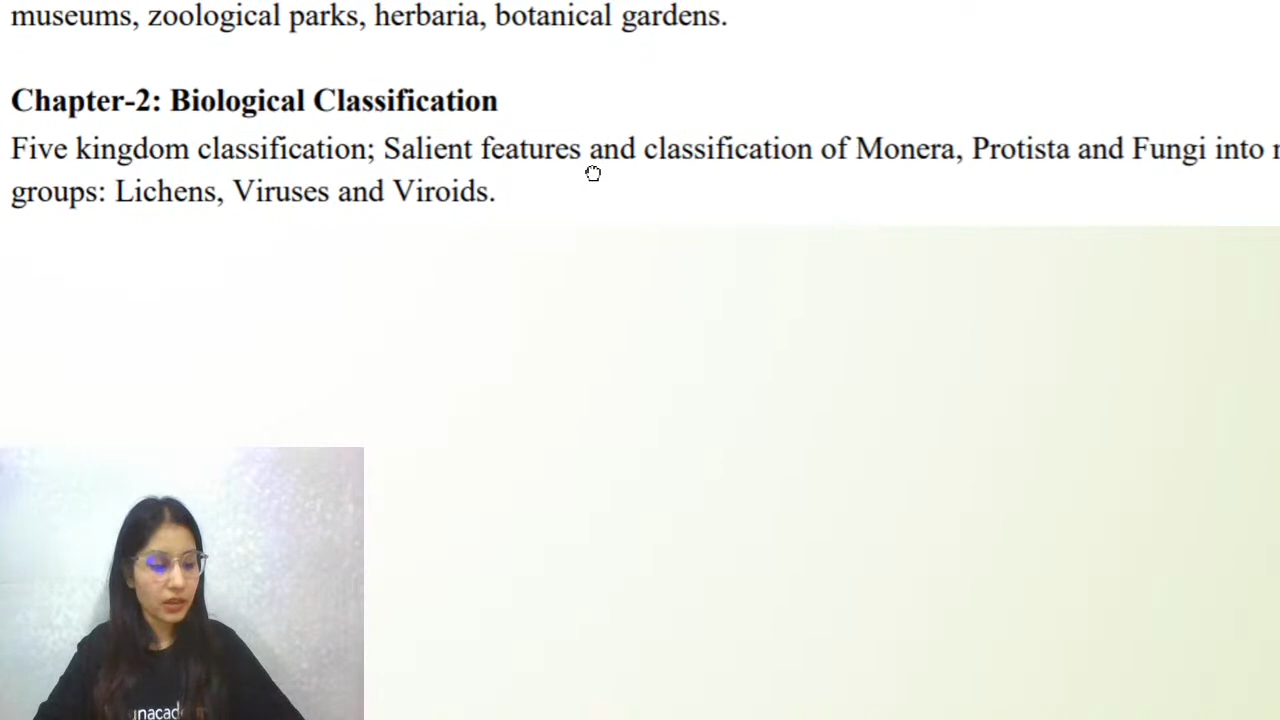 museums, zoological parks, herbaria, botanical gardens.
Chapter-2: Biological Classification
Five kingdom classification; Salient features and classification of Monera, Protista and Fungi into
groups: Lichens, Viruses and Viroids.